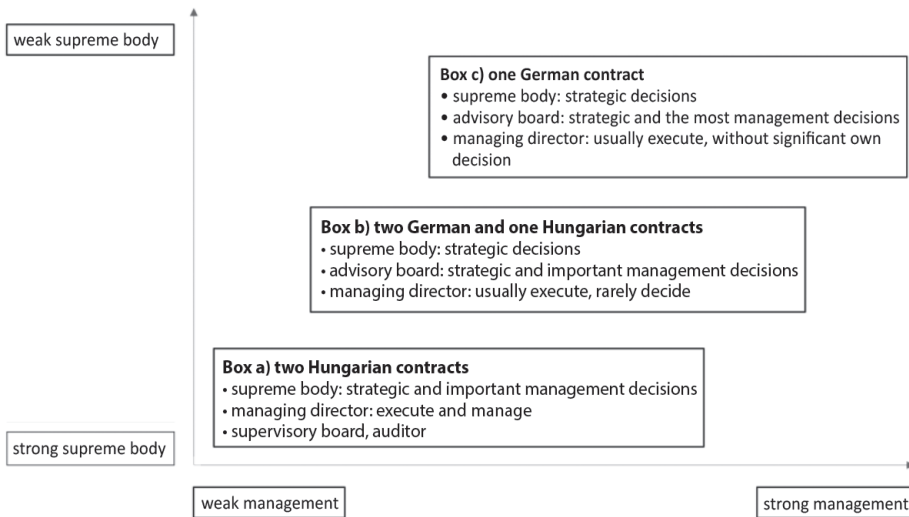 weak supreme body
Box c) one German contract
• supreme body: strategic decisions
• advisory board: strategic and the most management decisions
• managing director: usually execute, without significant own
decision
Box b) two German and one Hungarian contracts
• supreme body: strategic decisions
• advisory board: strategic and important management decisions
• managing director: usually execute, rarely decide
Box a) two Hungarian contracts
• supreme body: strategic and important management decisions
• managing director: execute and manage
• supervisory board, auditor
strong supreme body
weak management
strong management